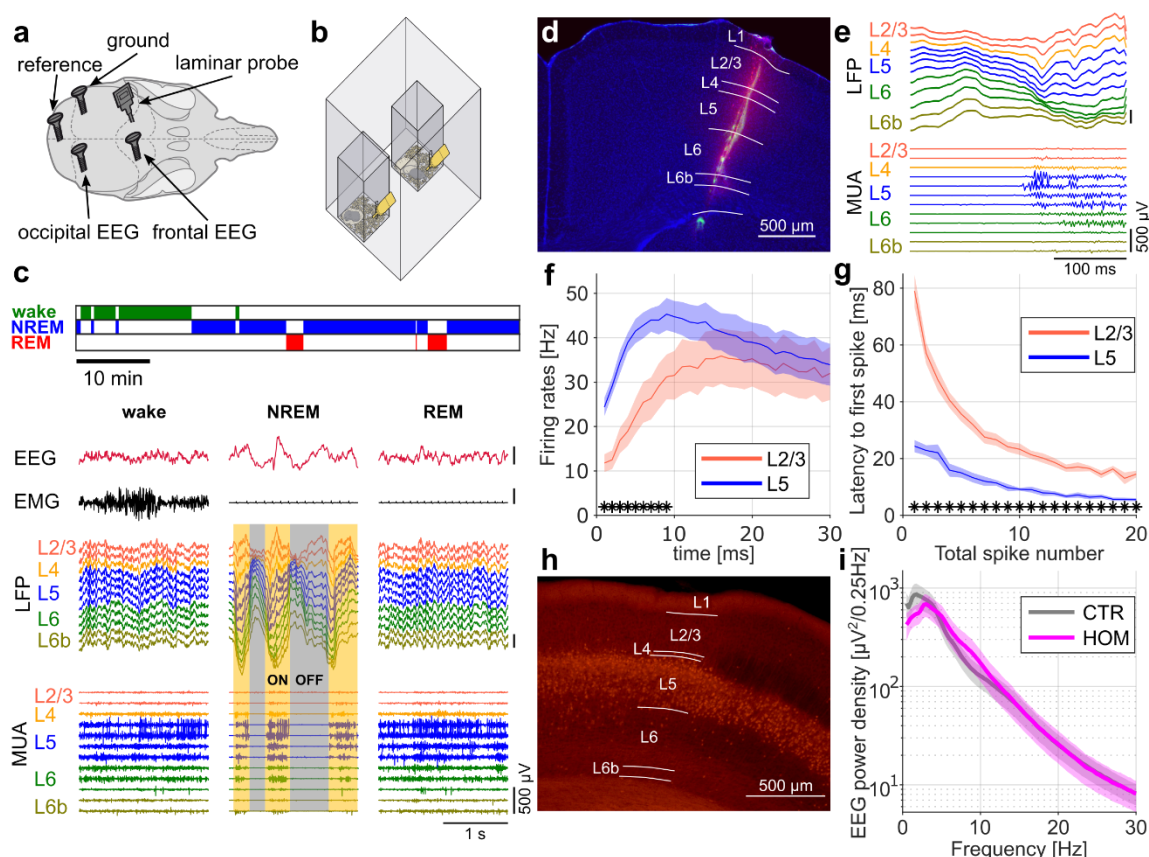 a
ground
reference
laminar probe
occipital EEG
frontal EEG
b
c
wake
NREM
REM
10 min
wake
NREM
REM
EEG
EMG
LFP
L2/3
L4
L5
L6
L6b
ON
OFF
MUA
L2/3
L4
L5
L6
L6b
500 µV
1 s
d
L1
L2/3
L4
L5
L6
L6b
500 µm
e
LFP
L2/3
L4
L5
L6
L6b
MUA
L2/3
L4
L5
L6
L6b
500 µV
100 ms
f
Firing rates [Hz]
50
40
30
20
10
0
10
20
30
time [ms]
L2/3
L5
g
Latency to first spike [ms]
80
60
40
20
0
10
20
Total spike number
L2/3
L5
h
L1
L2/3
L4
L5
L6
L6b
500 µm
i
EEG power density [µV²/0.25Hz]
10³
10²
10¹
0
10
20
30
Frequency [Hz]
CTR
HOM